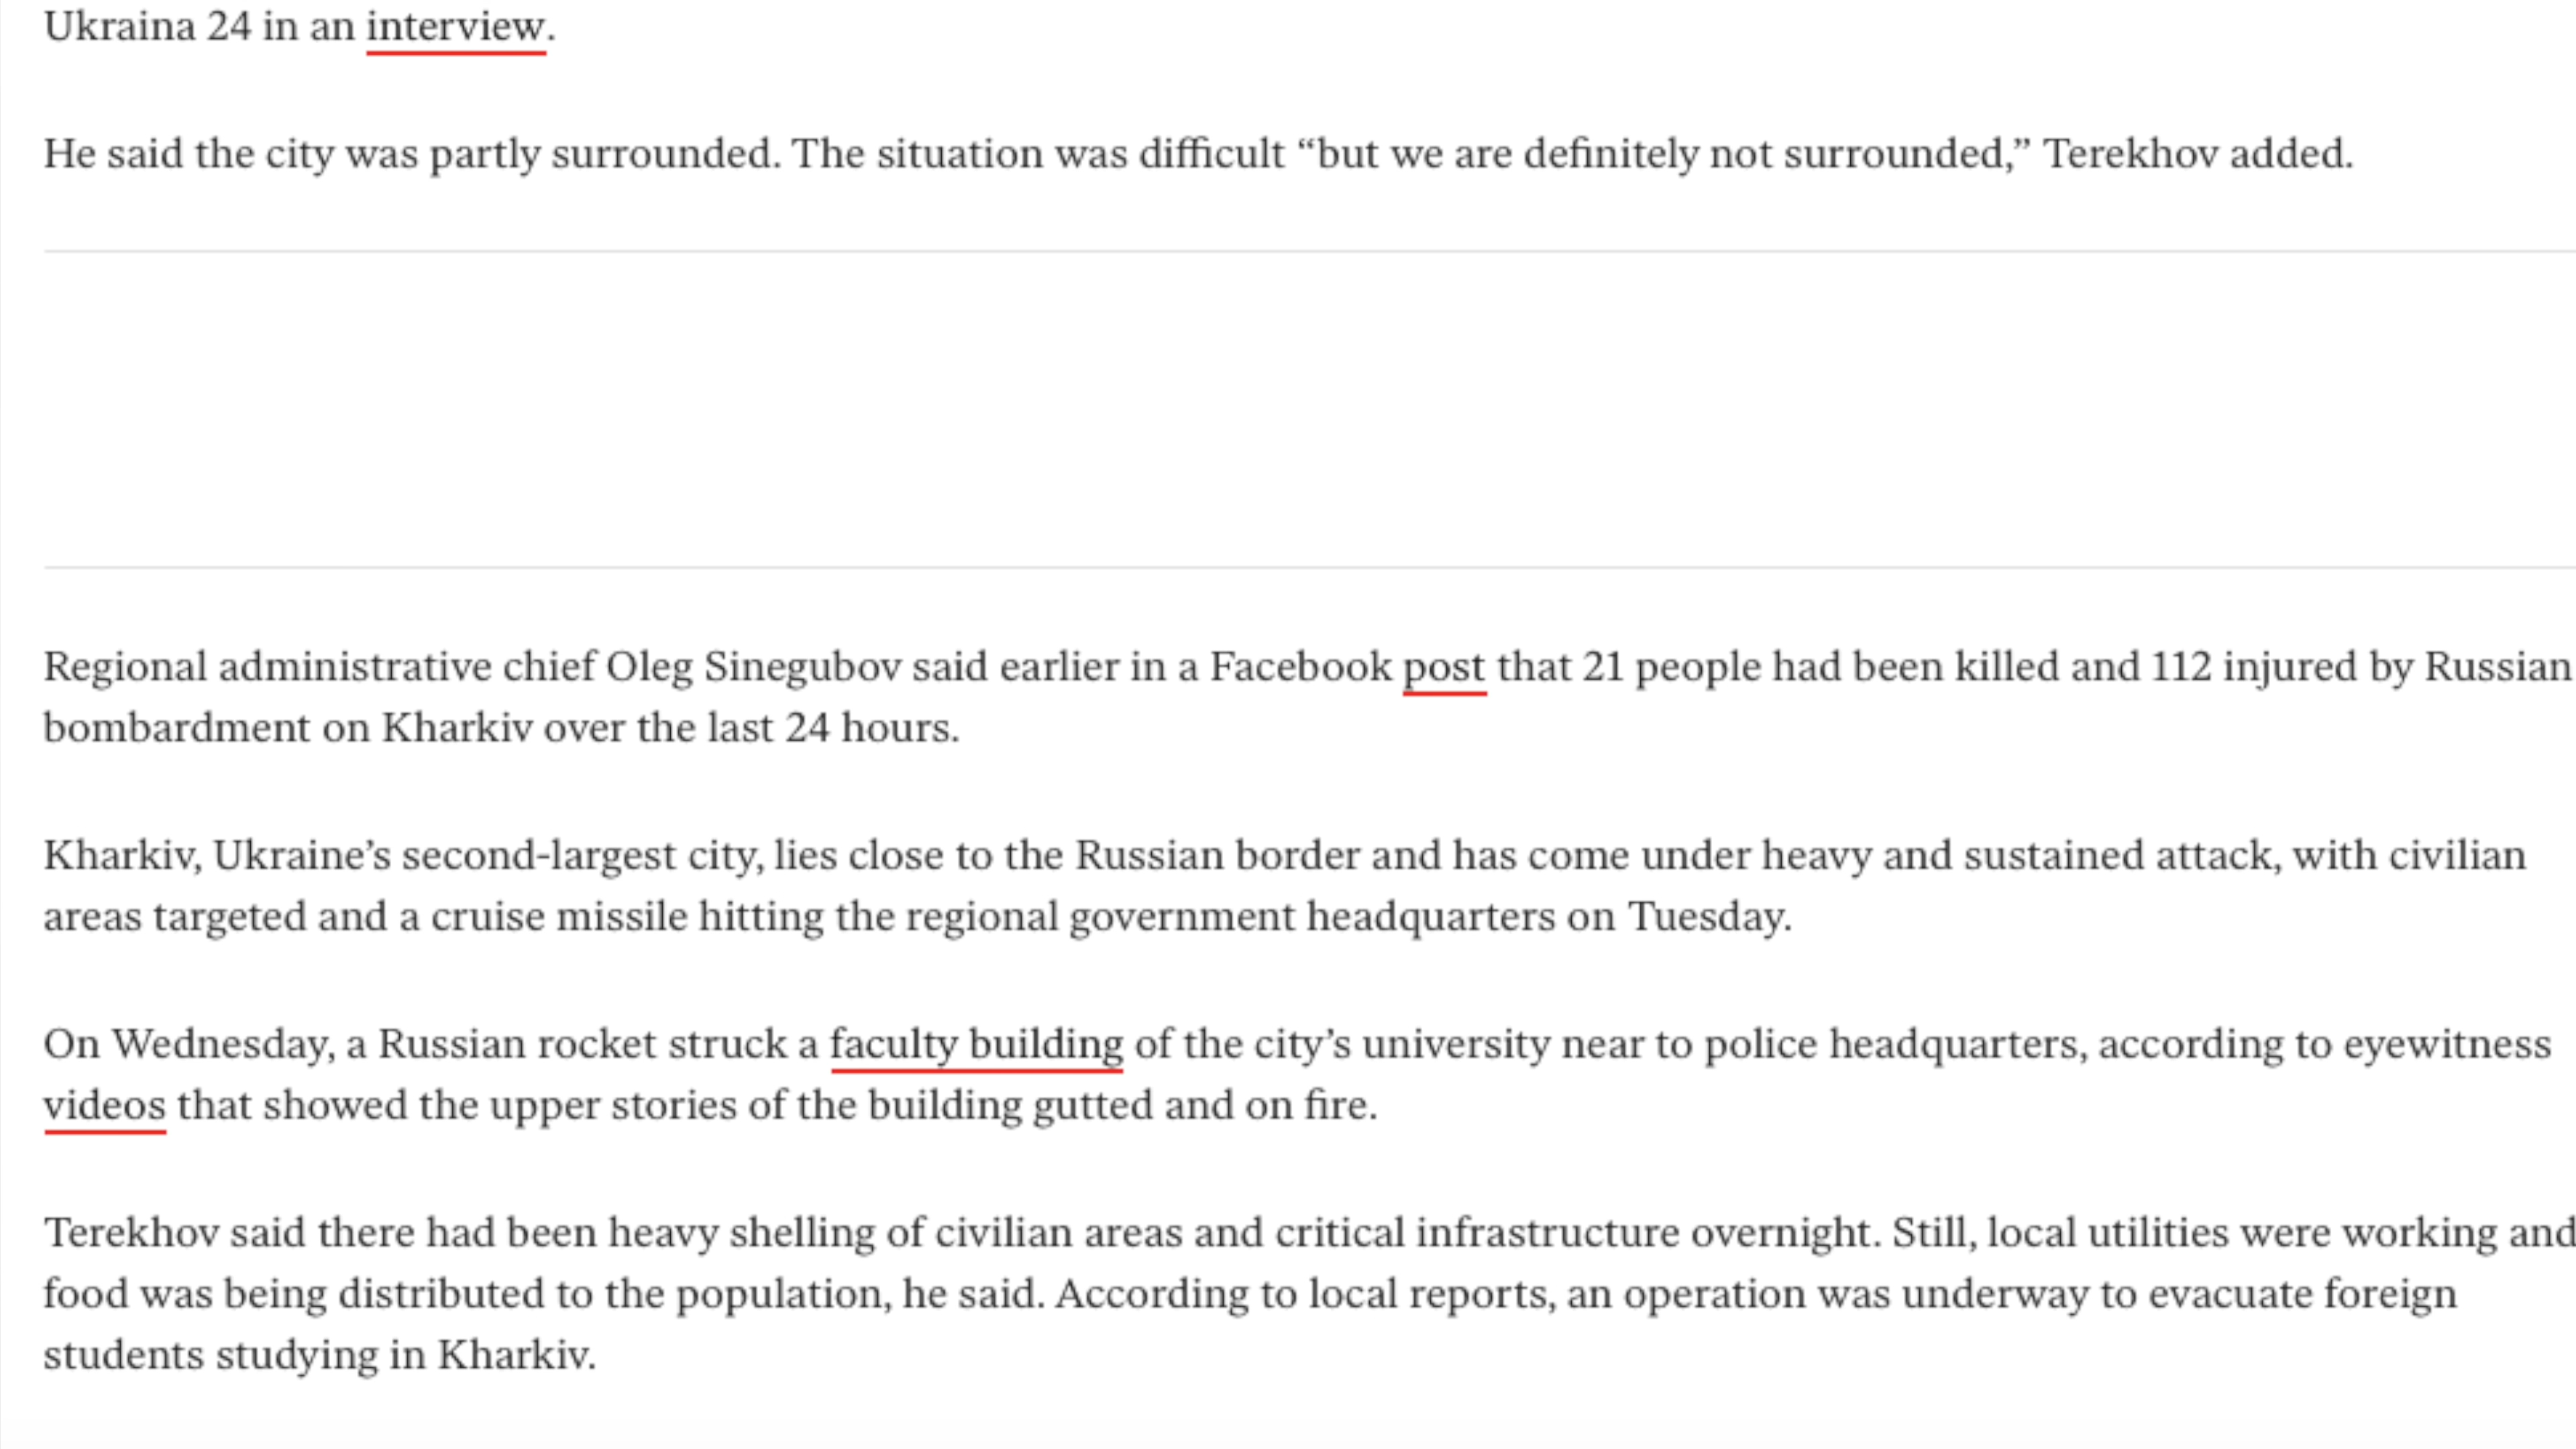 Ukraina 24 in an interview.
He said the city was partly surrounded. The situation was difficult “but we are definitely not surrounded,” Terekhov added.
Regional administrative chief Oleg Sinegubov said earlier in a Facebook post that 21 people had been killed and 112 injured by Russian
bombardment on Kharkiv over the last 24 hours.
Kharkiv, Ukraine’s second-largest city, lies close to the Russian border and has come under heavy and sustained attack, with civilian
areas targeted and a cruise missile hitting the regional government headquarters on Tuesday.
On Wednesday, a Russian rocket struck a faculty building of the city’s university near to police headquarters, according to eyewitness
videos that showed the upper stories of the building gutted and on fire.
Terekhov said there had been heavy shelling of civilian areas and critical infrastructure overnight. Still, local utilities were working and
food was being distributed to the population, he said. According to local reports, an operation was underway to evacuate foreign
students studying in Kharkiv.